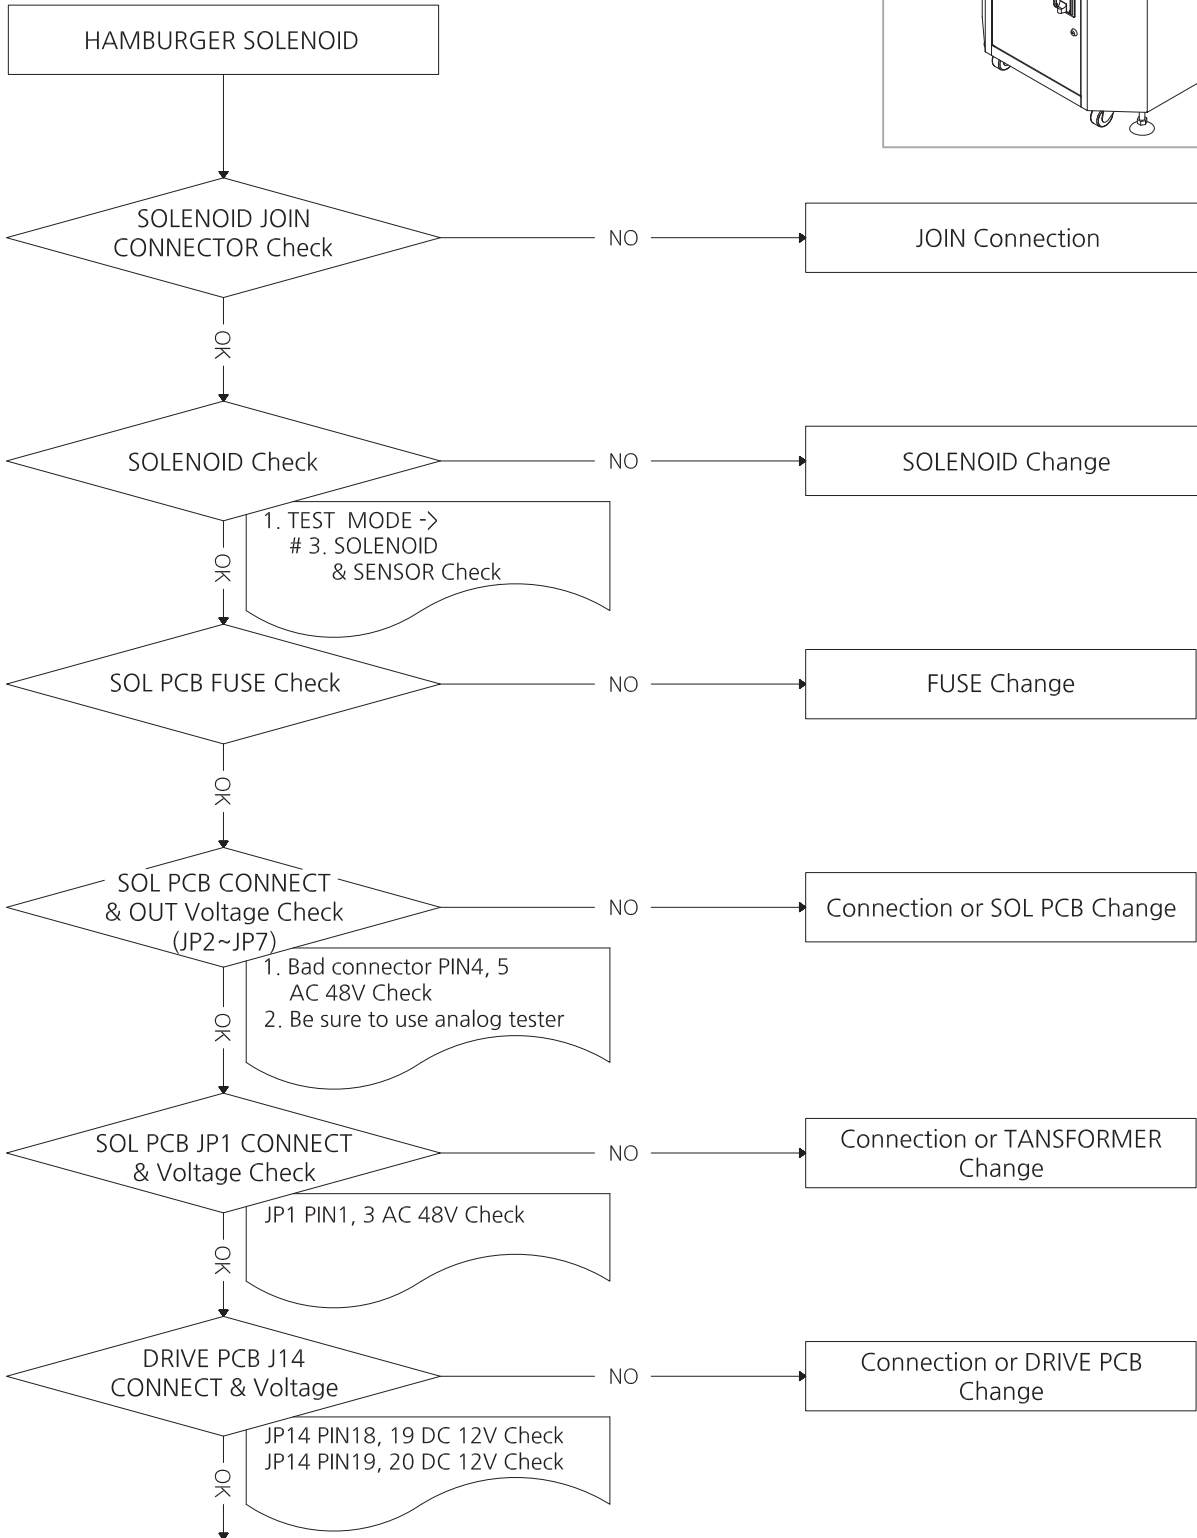 HAMBURGER SOLENOID
SOLENOID JOIN
CONNECTOR Check
NO
JOIN Connection
OK
SOLENOID Check
NO
SOLENOID Change
1. TEST  MODE ->
# 3. SOLENOID
& SENSOR Check
OK
SOL PCB FUSE Check
NO
FUSE Change
OK
SOL PCB CONNECT
& OUT Voltage Check
(JP2~JP7)
NO
Connection or SOL PCB Change
1. Bad connector PIN4, 5
AC 48V Check
2. Be sure to use analog tester
OK
SOL PCB JP1 CONNECT
& Voltage Check
NO
Connection or TANSFORMER
Change
JP1 PIN1, 3 AC 48V Check
OK
DRIVE PCB J14
CONNECT & Voltage
NO
Connection or DRIVE PCB
Change
JP14 PIN18, 19 DC 12V Check
JP14 PIN19, 20 DC 12V Check
OK